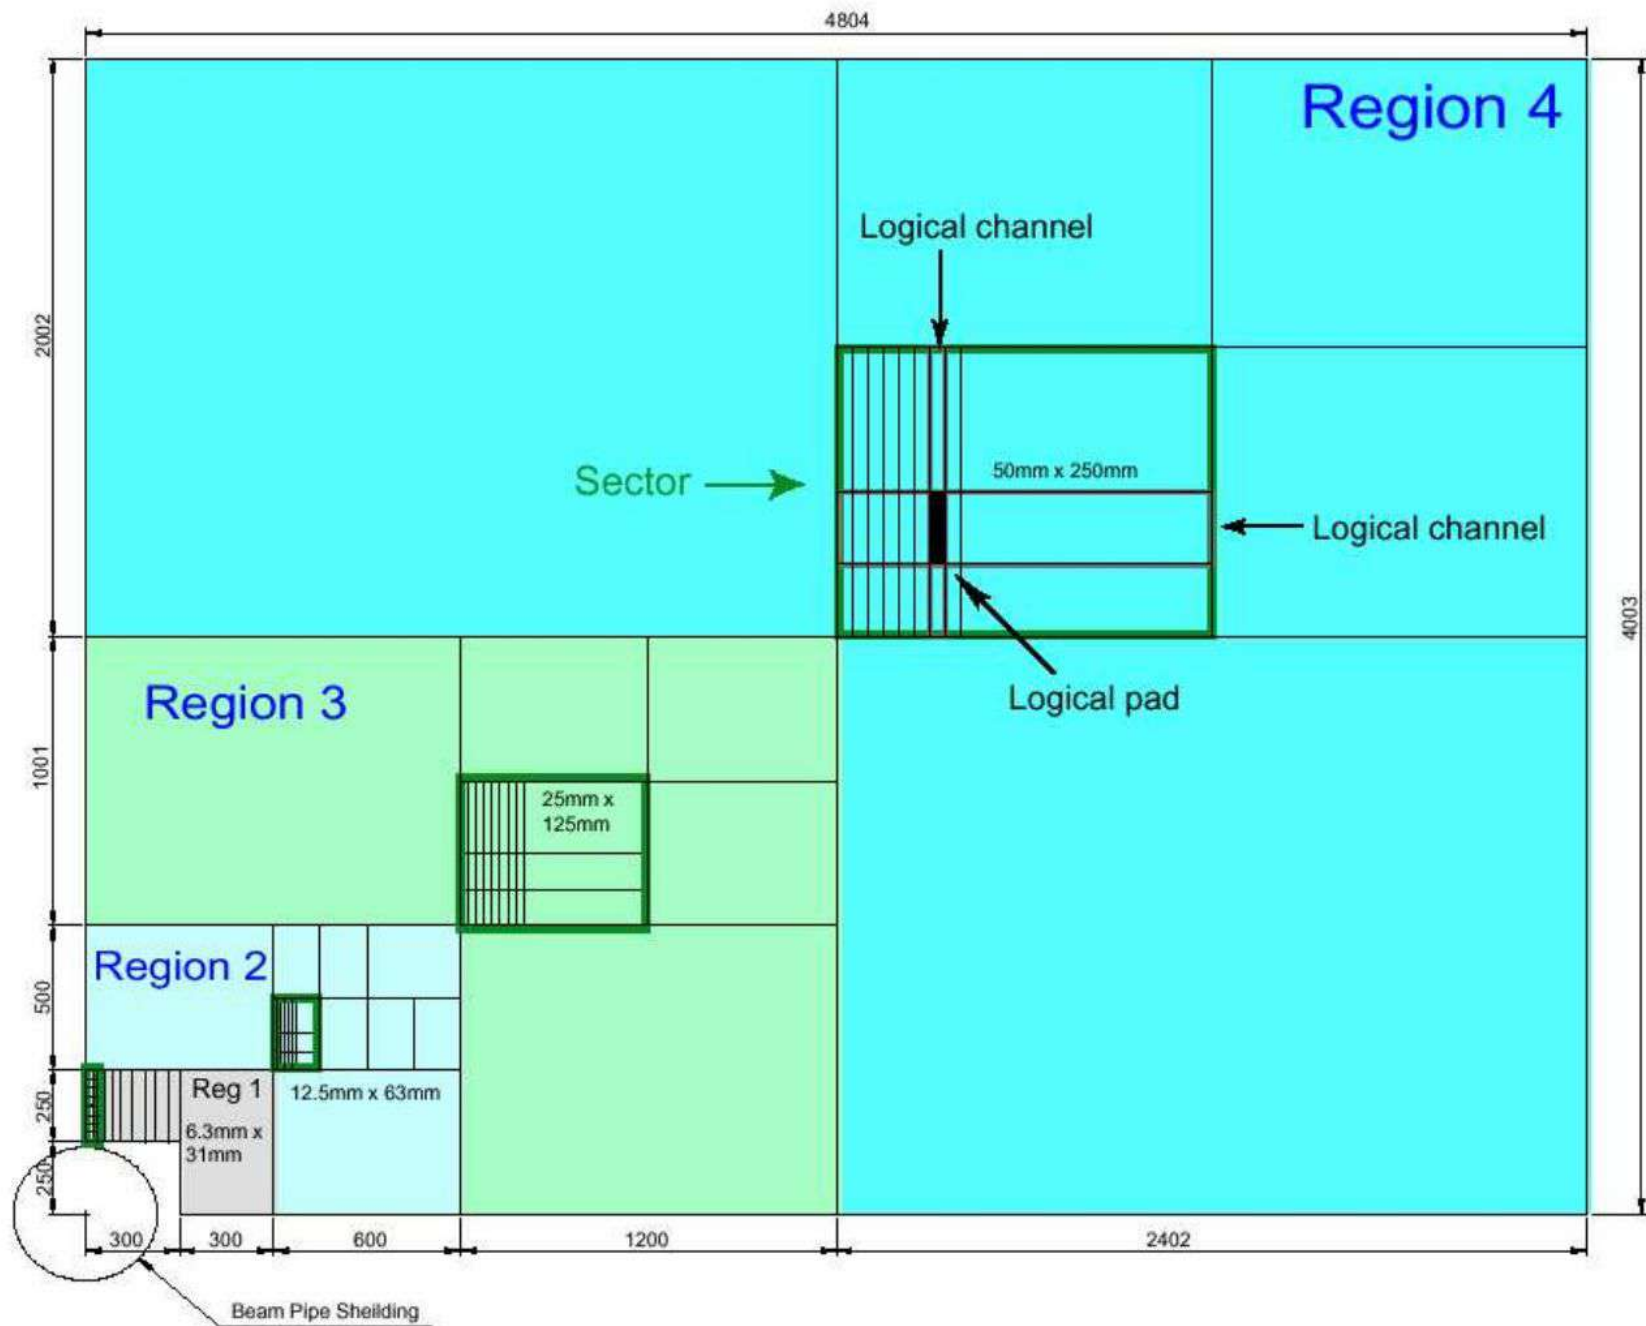 4804
Region 4
Logical channel
2002
50mm x 250mm
Sector
Logical channel
4003
Logical pad
Region 3
1001
25mm x
125mm
Region 2
500
Reg 1
12.5mm x 63mm
250
6.3mm x
31mm
250
300
300
600
1200
2402
Beam Pipe Sheilding